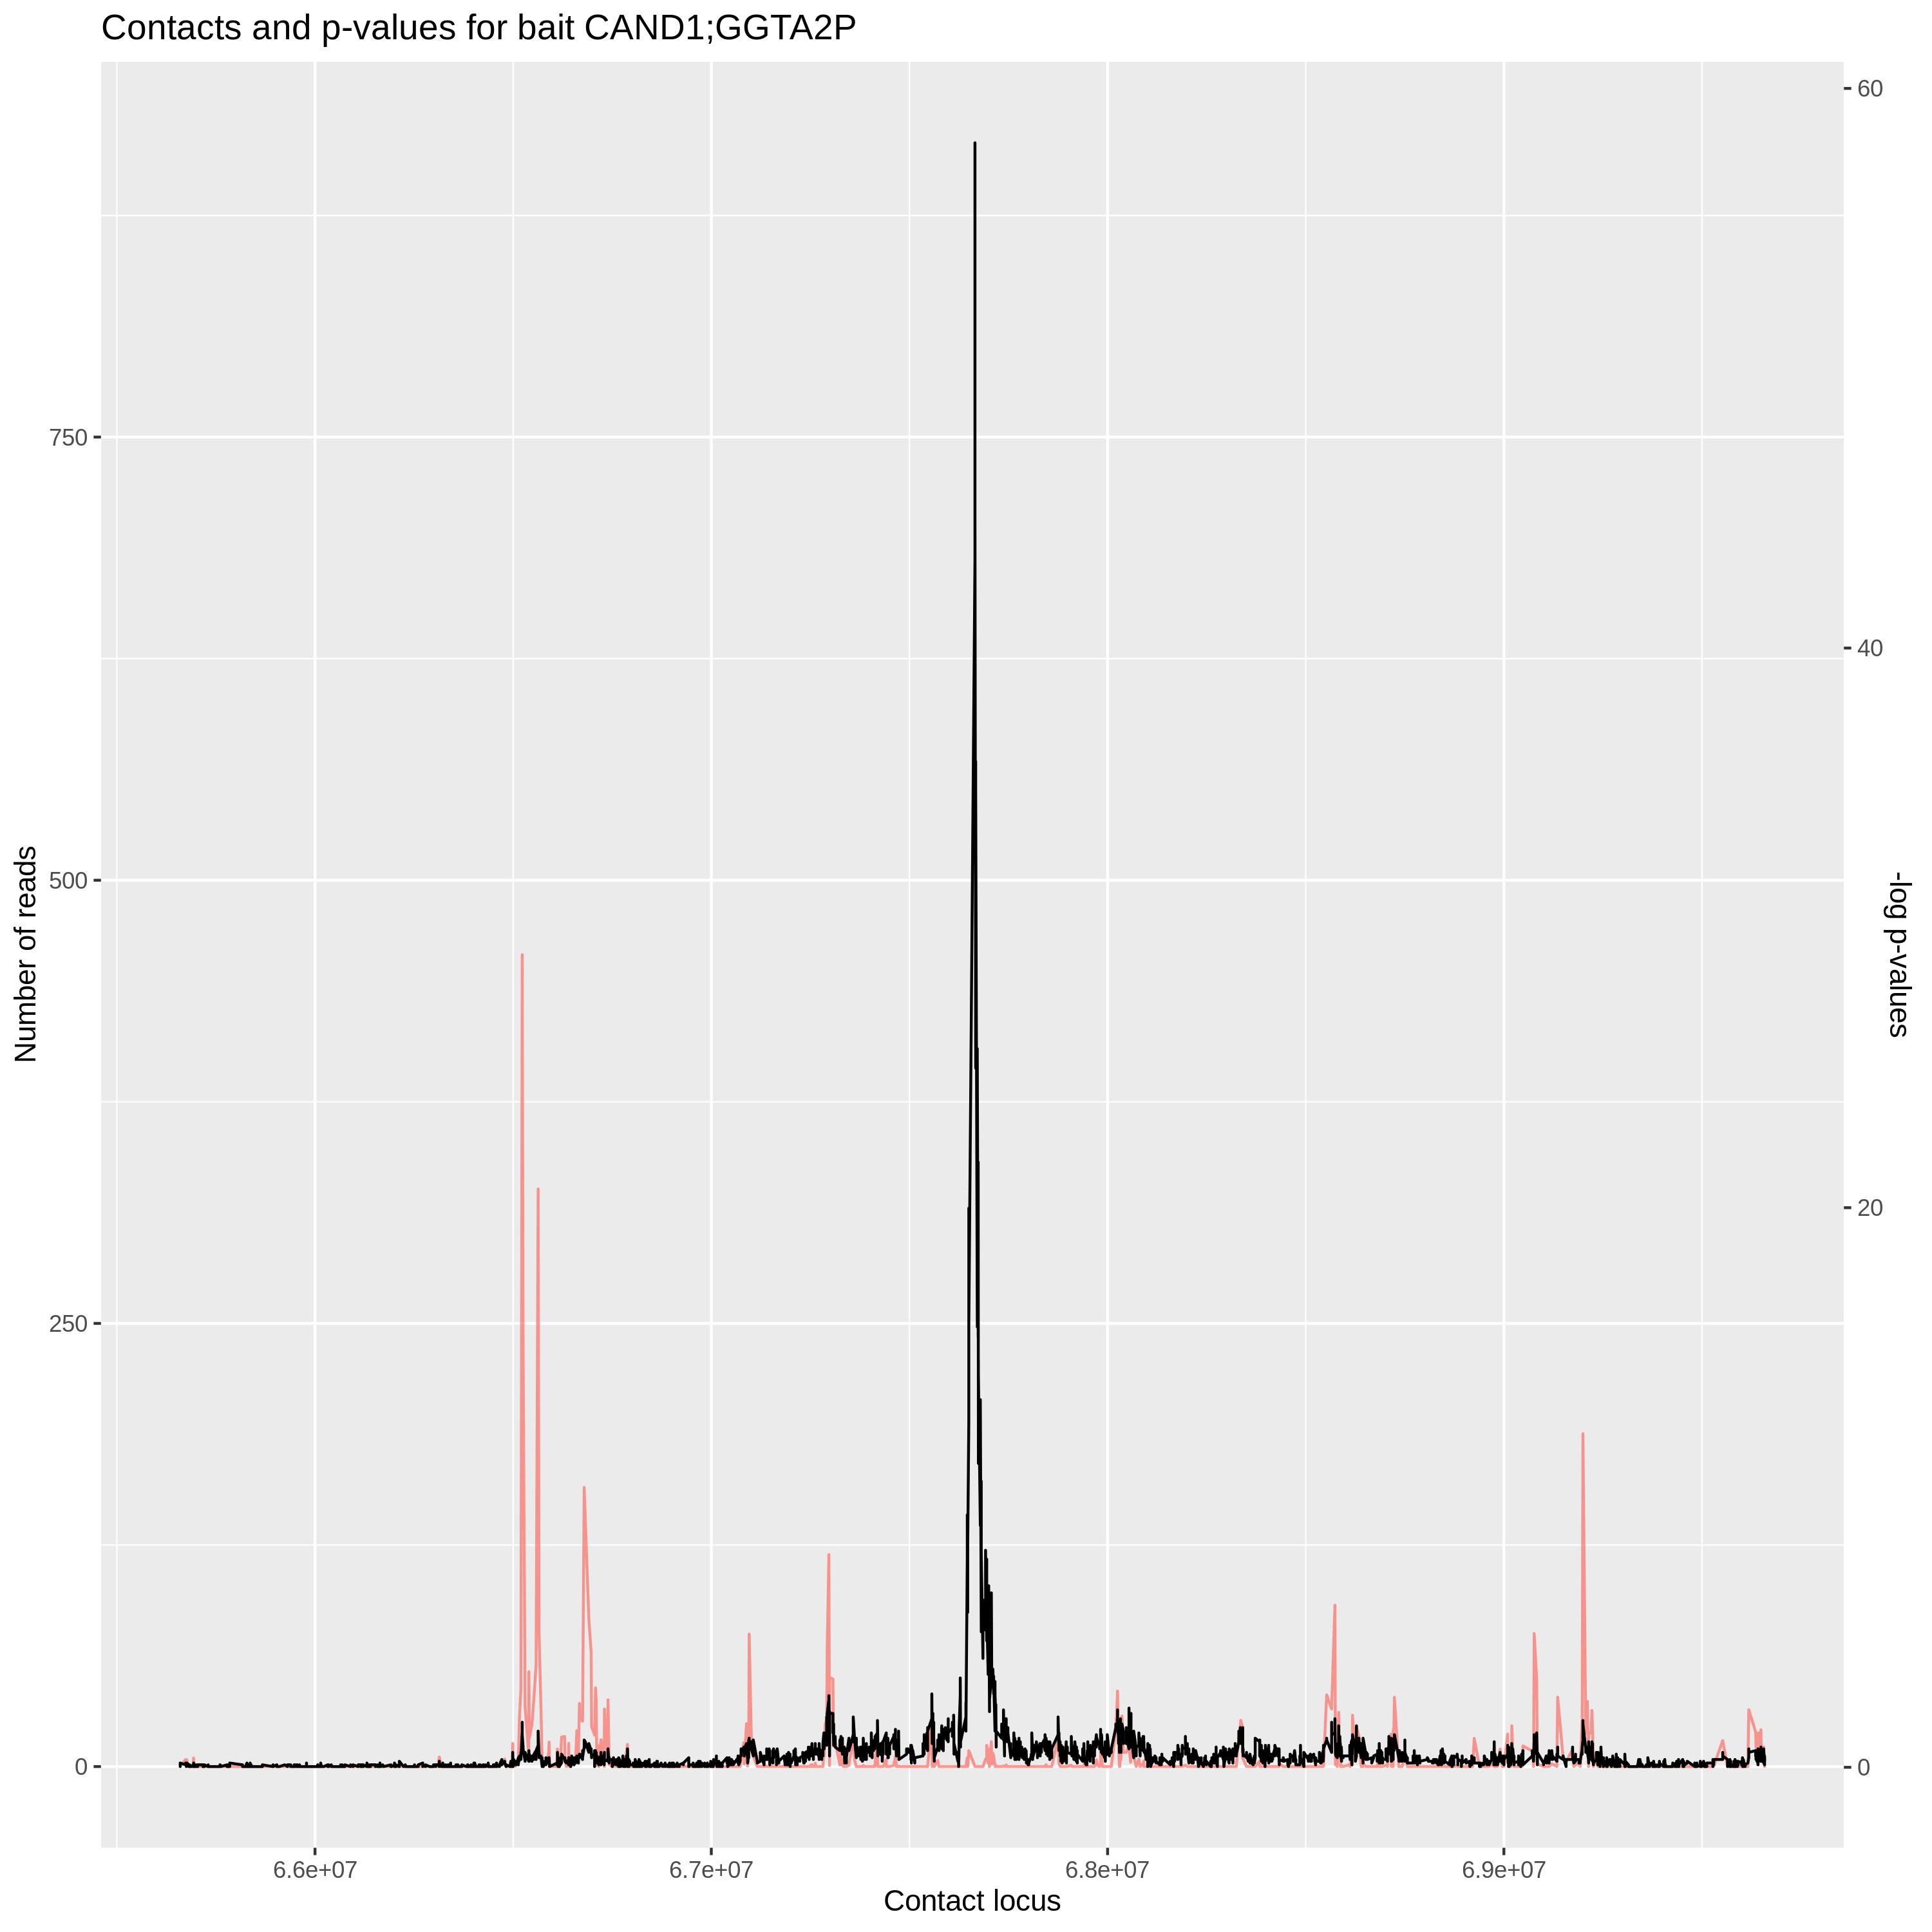 Contacts and p-values for bait CAND1;GGTA2P
Number of reads
750
500
250
0
60
40
20
0
-log p-values
6.6e+07 6.7e+07 6.8e+07 6.9e+07
Contact locus